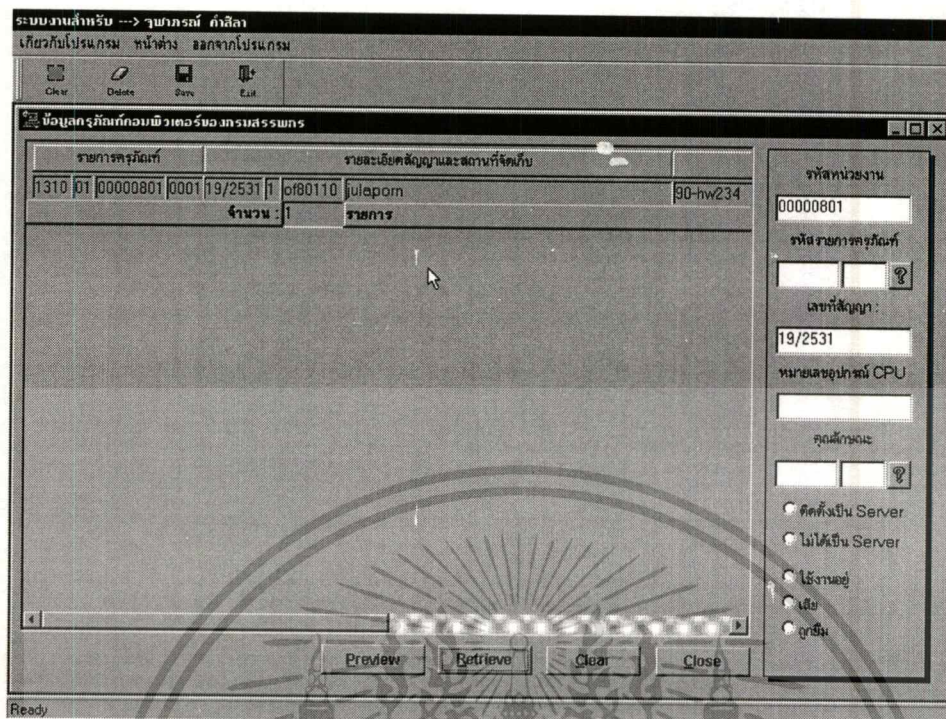 ระบบงานสำหรับ ---> จุฬาภรณ์ คำสิลา
เกี่ยวกับโปรแกรม หน้าต่าง ออกจากโปรแกรม
Clear Delete Save Exit
ข้อมูลครุภัณฑ์คอมพิวเตอร์ของกรมสรรพกร
รายการครุภัณฑ์ รายละเอียดสัญญาและสถานที่จัดเก็บ
1310 01 00000801 0001 19/2531 1 of80110 julaporn 90-hw234
จำนวน : 1 รายการ
รหัสหน่วยงาน
00000801
รหัสรายการครุภัณฑ์
?
เลขที่สัญญา :
19/2531
หมายเลขอุปกรณ์ CPU
คุณลักษณะ
?
ติดตั้งเป็น Server
ไม่ได้เป็น Server
ใช้งานอยู่
เสีย
ถูกยืม
Preview Retrieve Clear Close
Ready